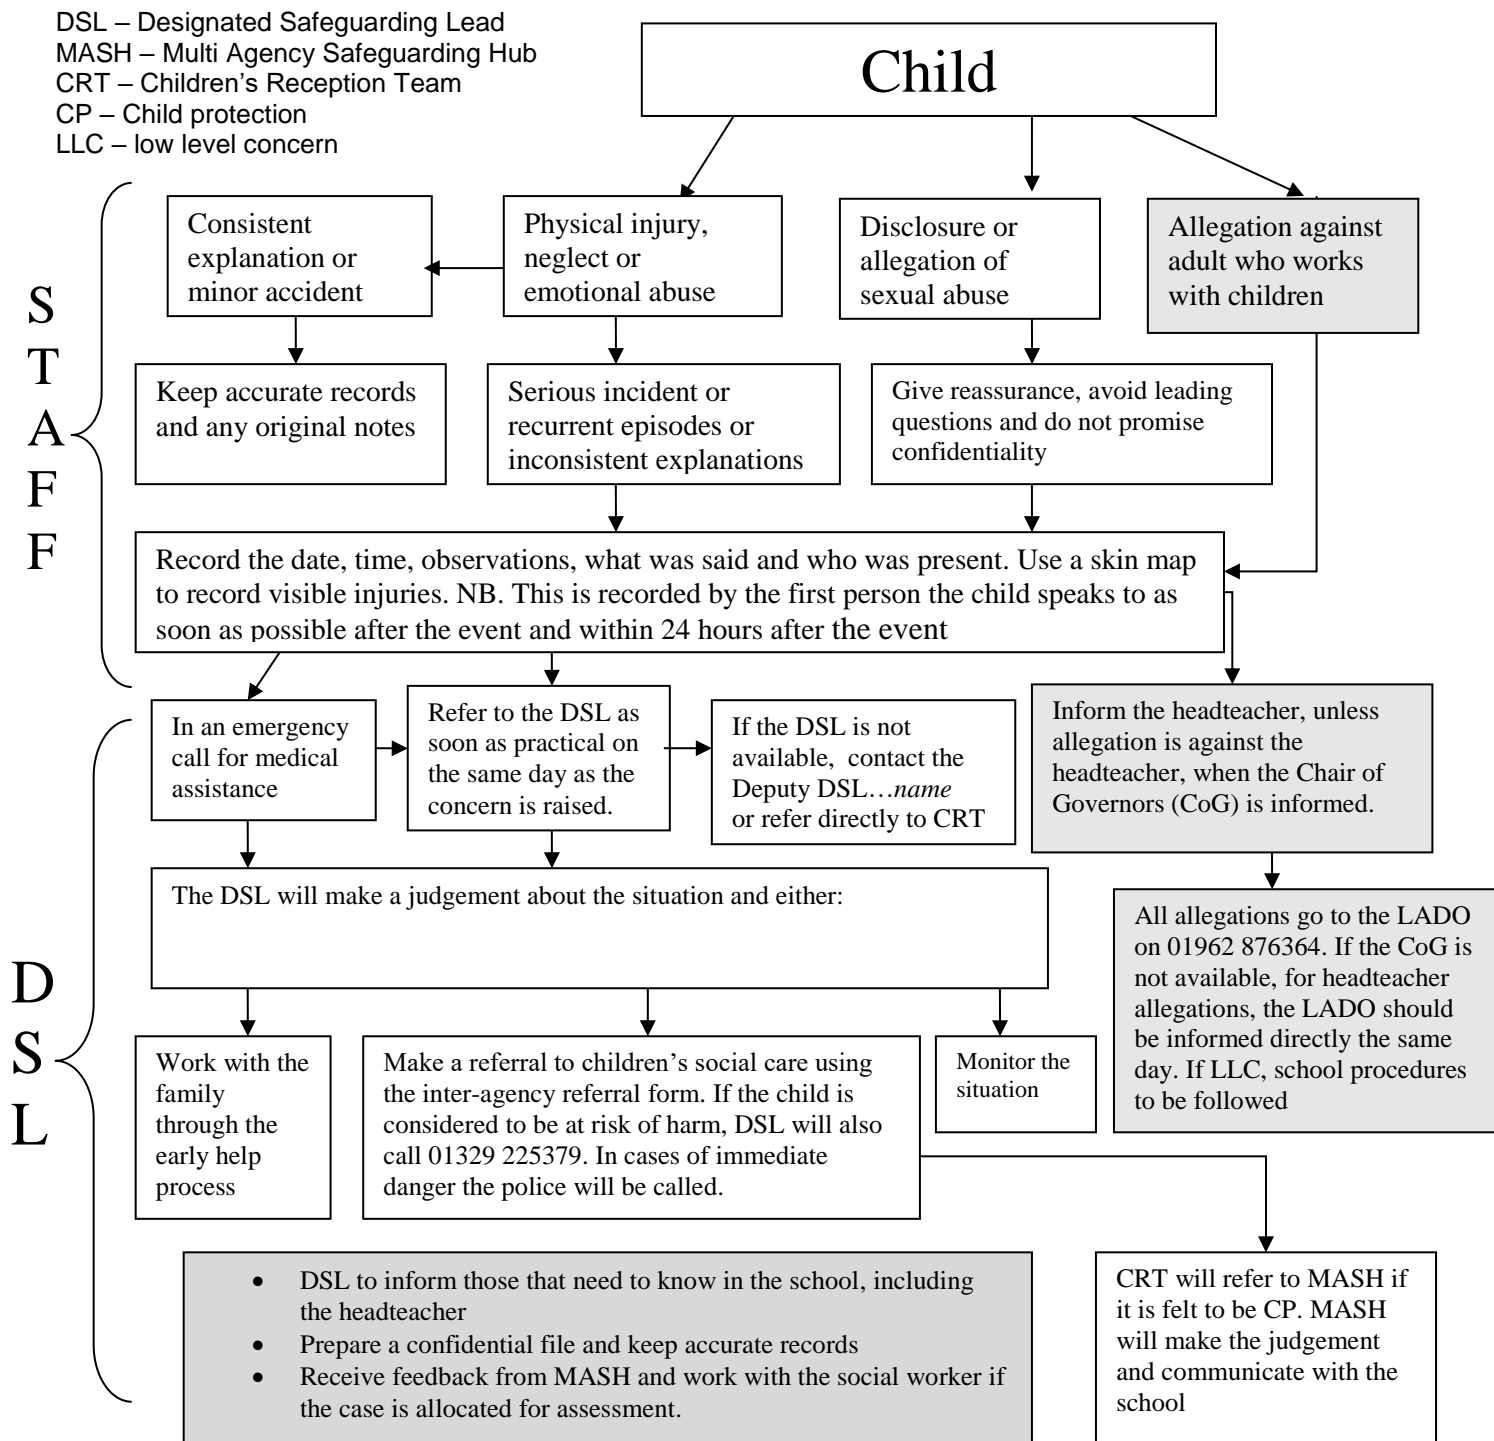 DSL – Designated Safeguarding Lead
MASH – Multi Agency Safeguarding Hub
CRT – Children's Reception Team
CP – Child protection
LLC – low level concern
Child
S
T
A
F
F
Consistent
explanation or
minor accident
Physical injury,
neglect or
emotional abuse
Disclosure or
allegation of
sexual abuse
Allegation against
adult who works
with children
Keep accurate records
and any original notes
Serious incident or
recurrent episodes or
inconsistent explanations
Give reassurance, avoid leading
questions and do not promise
confidentiality
Record the date, time, observations, what was said and who was present. Use a skin map
to record visible injuries. NB. This is recorded by the first person the child speaks to as
soon as possible after the event and within 24 hours after the event
D
S
L
In an emergency
call for medical
assistance
Refer to the DSL as
soon as practical on
the same day as the
concern is raised.
If the DSL is not
available,  contact the
Deputy DSL…name
or refer directly to CRT
Inform the headteacher, unless
allegation is against the
headteacher, when the Chair of
Governors (CoG) is informed.
The DSL will make a judgement about the situation and either:
All allegations go to the LADO
on 01962 876364. If the CoG is
not available, for headteacher
allegations, the LADO should
be informed directly the same
day. If LLC, school procedures
to be followed
Work with the
family
through the
early help
process
Make a referral to children's social care using
the inter-agency referral form. If the child is
considered to be at risk of harm, DSL will also
call 01329 225379. In cases of immediate
danger the police will be called.
Monitor the
situation
• DSL to inform those that need to know in the school, including
the headteacher
• Prepare a confidential file and keep accurate records
• Receive feedback from MASH and work with the social worker if
the case is allocated for assessment.
CRT will refer to MASH if
it is felt to be CP. MASH
will make the judgement
and communicate with the
school